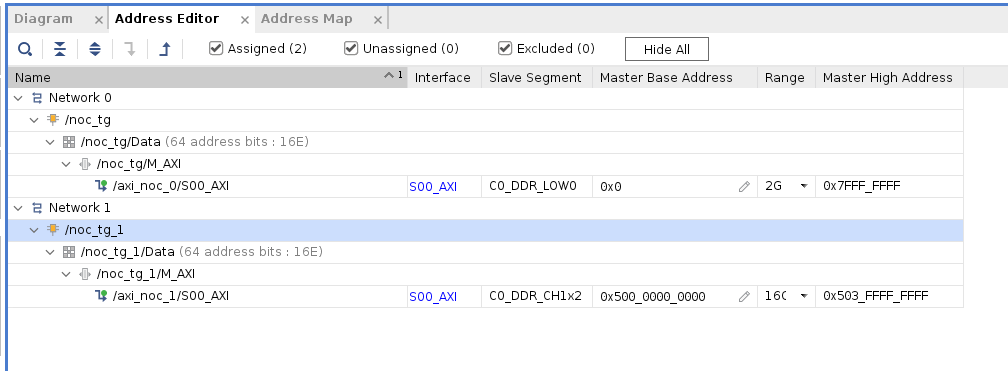 Diagram × Address Editor × Address Map ×
Assigned (2) Unassigned (0) Excluded (0) Hide All
Name 1 Interface Slave Segment Master Base Address Range Master High Address
Network 0
/noc_tg
/noc_tg/Data (64 address bits : 16E)
/noc_tg/M_AXI
/axi_noc_0/S00_AXI S00_AXI C0_DDR_LOW0 0x0 2G 0x7FFF_FFFF
Network 1
/noc_tg_1
/noc_tg_1/Data (64 address bits : 16E)
/noc_tg_1/M_AXI
/axi_noc_1/S00_AXI S00_AXI C0_DDR_CH1x2 0x500_0000_0000 0x503_FFFF_FFFF